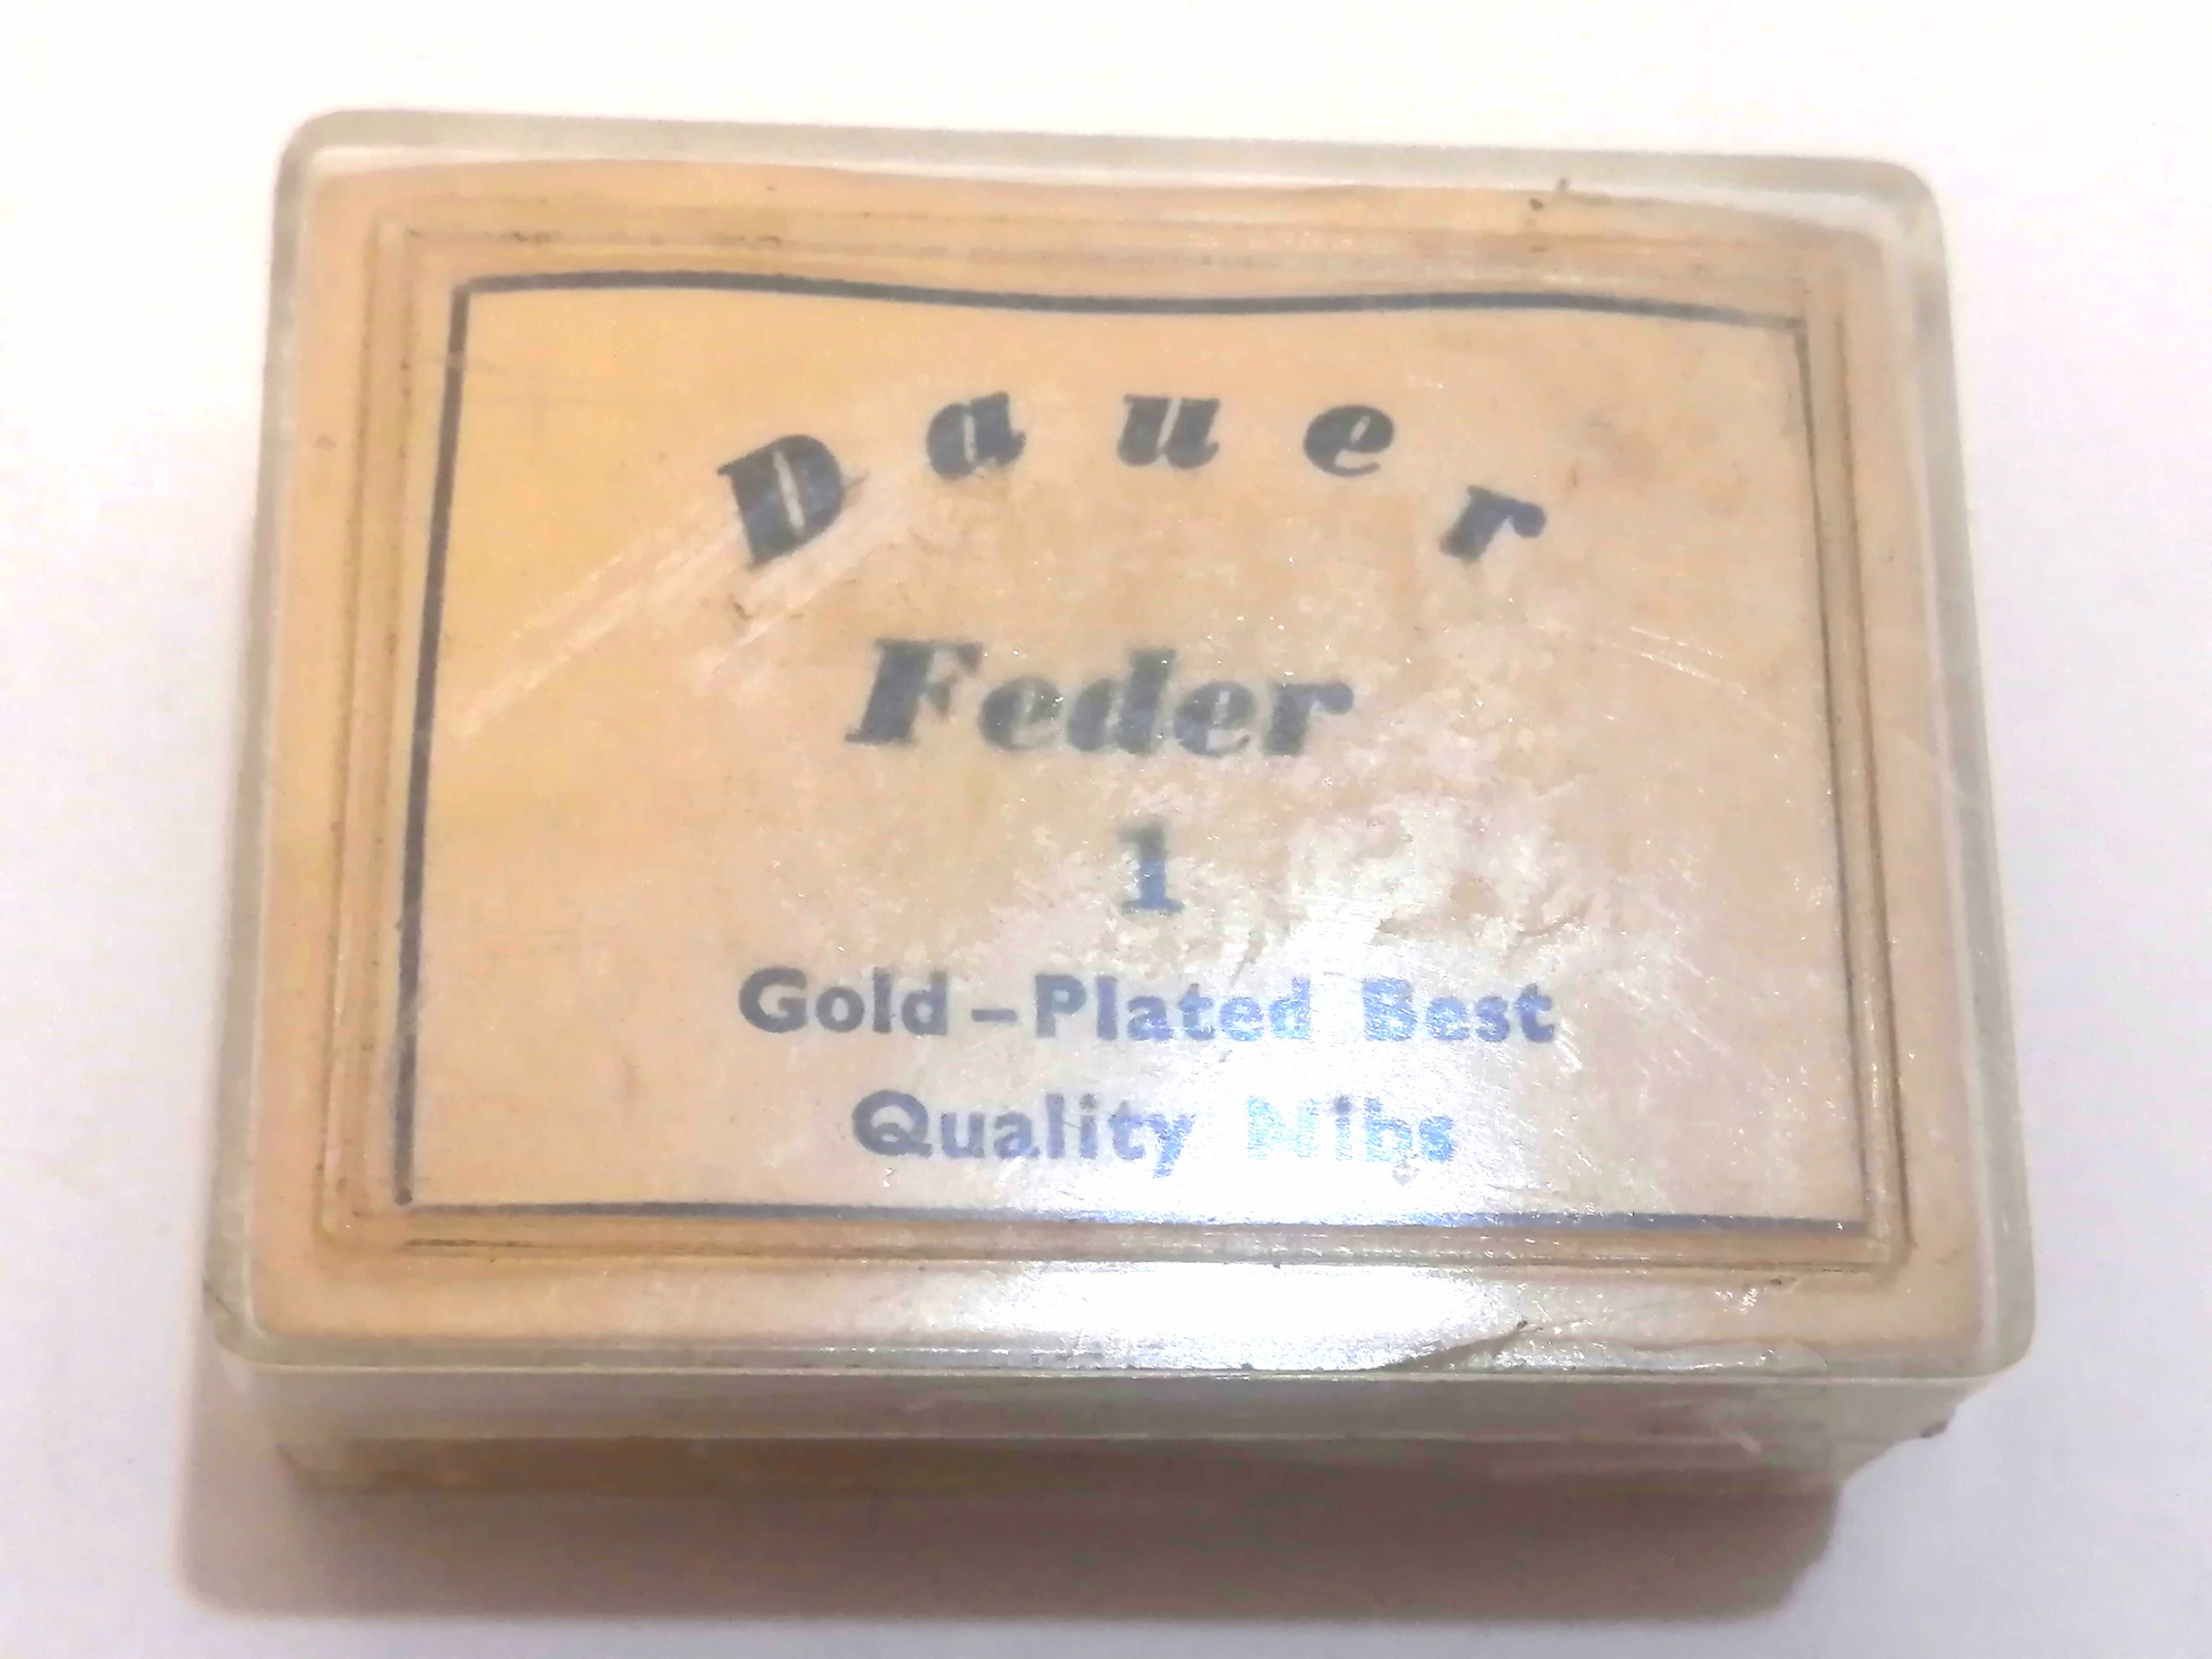 Dauer
Feder
1
Gold-Plated Best
Quality Nibs